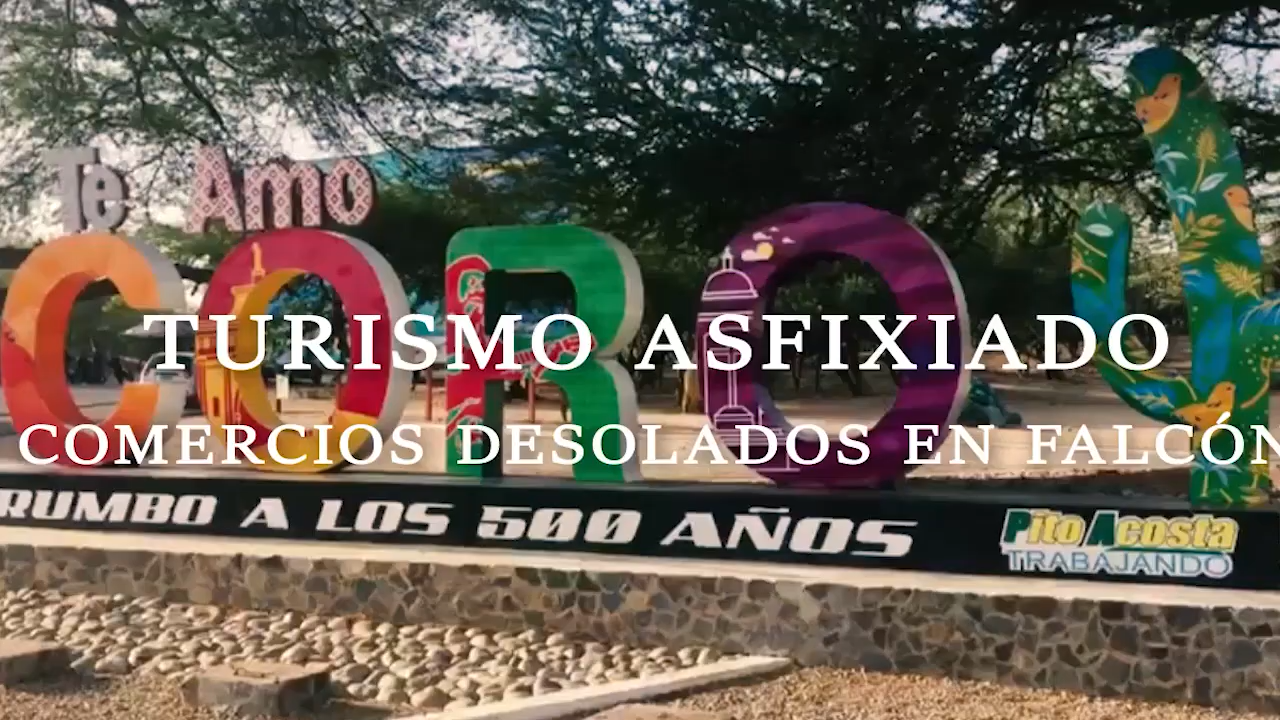 Te Amo
CORO
TURISMO ASFIXIADO
COMERCIOS DESOLADOS EN FALCÓN
RUMBO A LOS 500 AÑOS
Pito Acosta
TRABAJANDO